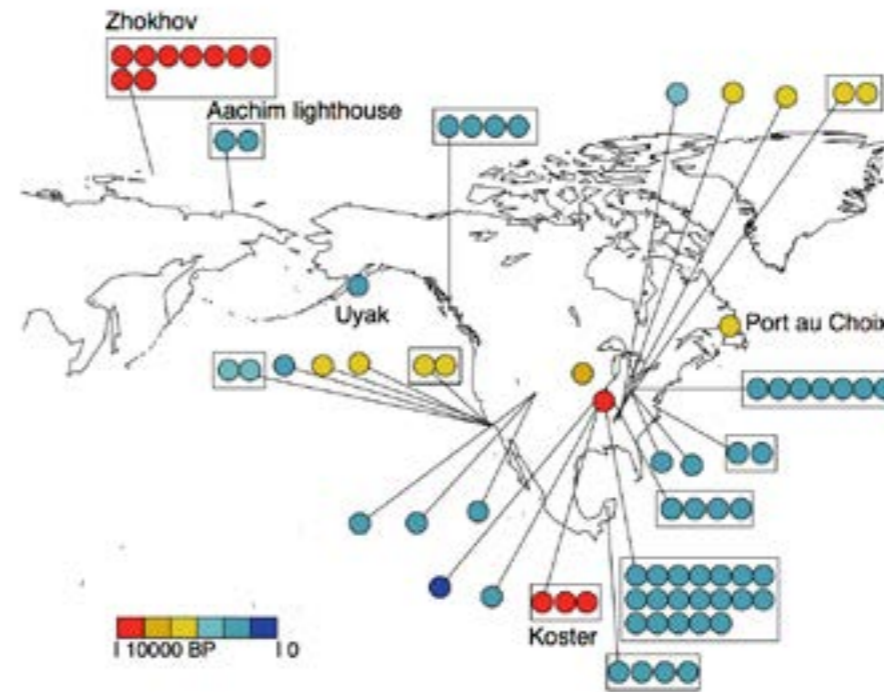 Zhokhov
Aachim lighthouse
Uyak
Port au Choix
Koster
10000 BP
0